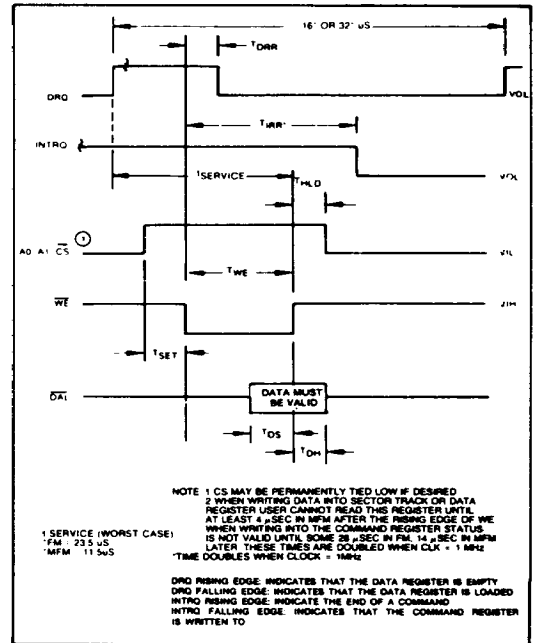 16* OR 32* uS
TDRR
DRQ
VOL
TIRR*
INTRQ
VOL
tSERVICE
THLD
A0 A1 CS 1
VIL
TWE
WE
VIH
TSET
DAL
DATA MUST
BE VALID
TDS
TDH
NOTE 1 CS MAY BE PERMANENTLY TIED LOW IF DESIRED
2 WHEN WRITING DATA INTO SECTOR TRACK OR DATA
REGISTER USER CANNOT READ THIS REGISTER UNTIL
AT LEAST 4 μSEC IN MFM AFTER THE RISING EDGE OF WE
WHEN WRITING INTO THE COMMAND REGISTER STATUS
IS NOT VALID UNTIL SOME 28 μSEC IN FM, 14 μSEC IN MFM
LATER THESE TIMES ARE DOUBLED WHEN CLK = 1 MHz
*TIME DOUBLES WHEN CLOCK = 1MHz
t SERVICE (WORST CASE)
*FM 23.5 uS
*MFM 11.5uS
DRQ RISING EDGE: INDICATES THAT THE DATA REGISTER IS EMPTY
DRQ FALLING EDGE: INDICATES THAT THE DATA REGISTER IS LOADED
INTRQ RISING EDGE: INDICATE THE END OF A COMMAND
INTRQ FALLING EDGE: INDICATES THAT THE COMMAND REGISTER
IS WRITTEN TO